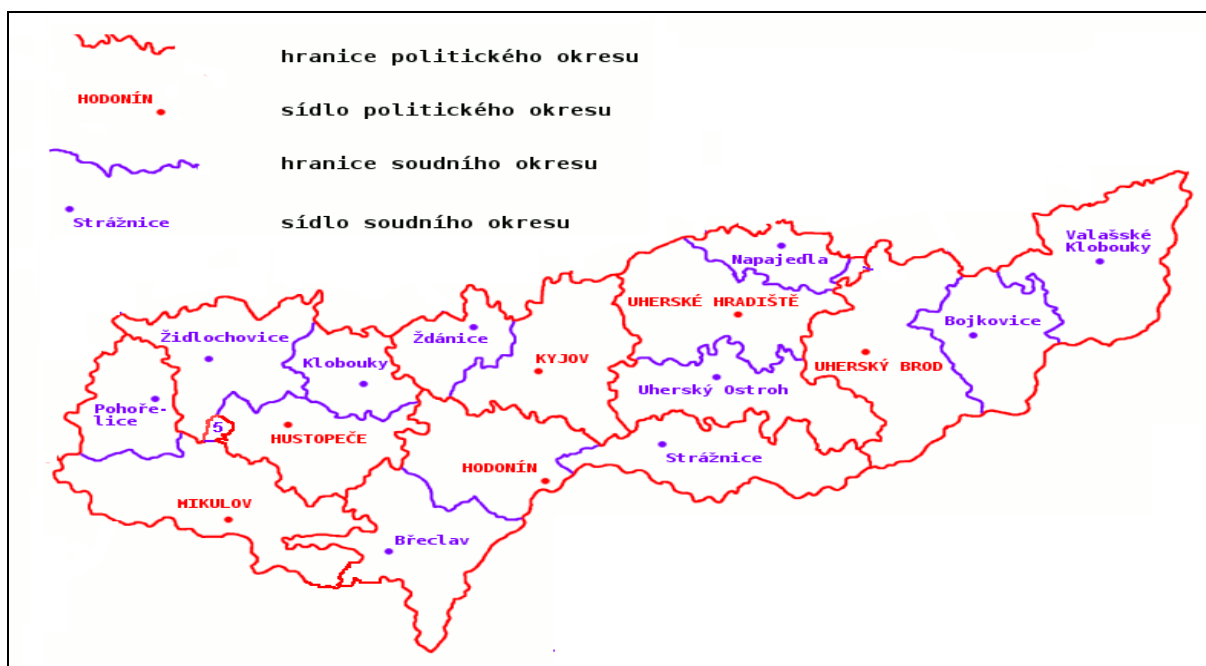 hranice politického okresu
HODONÍN
sídlo politického okresu
hranice soudního okresu
Strážnice
sídlo soudního okresu
Valašské
Klobouky
Napajedla
UHERSKÉ HRADIŠTĚ
Bojkovice
Židlochovice
Ždánice
Klobouky
KYJOV
UHERSKÝ BROD
Uherský Ostroh
Pohoře-
lice
5
HUSTOPEČE
Strážnice
HODONÍN
MIKULOV
Břeclav